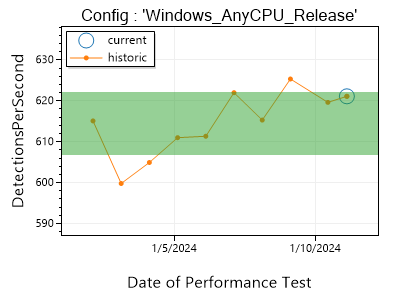 Config : 'Windows_AnyCPU_Release'
current
historic
DetectionsPerSecond
630
620
610
600
590
1/5/2024
1/10/2024
Date of Performance Test